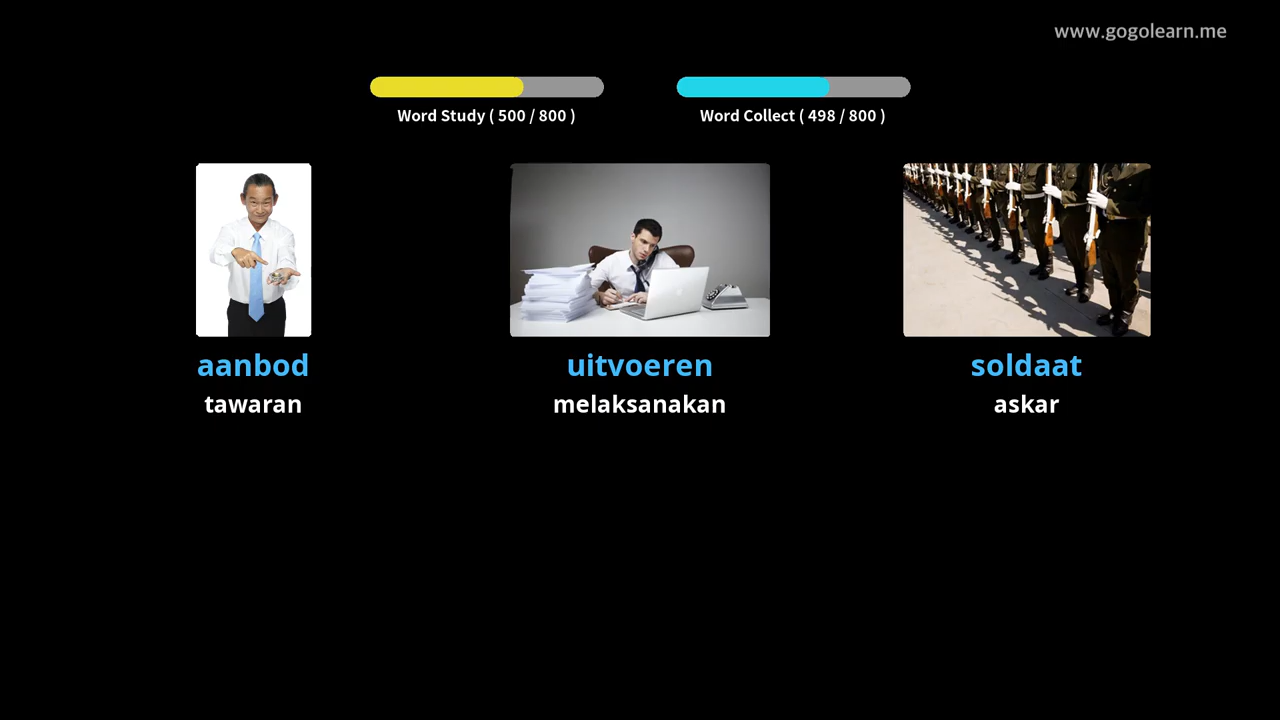 www.gogolearn.me
Word Study ( 500 / 800 )
Word Collect ( 498 / 800 )
aanbod
tawaran
uitvoeren
melaksanakan
soldaat
askar